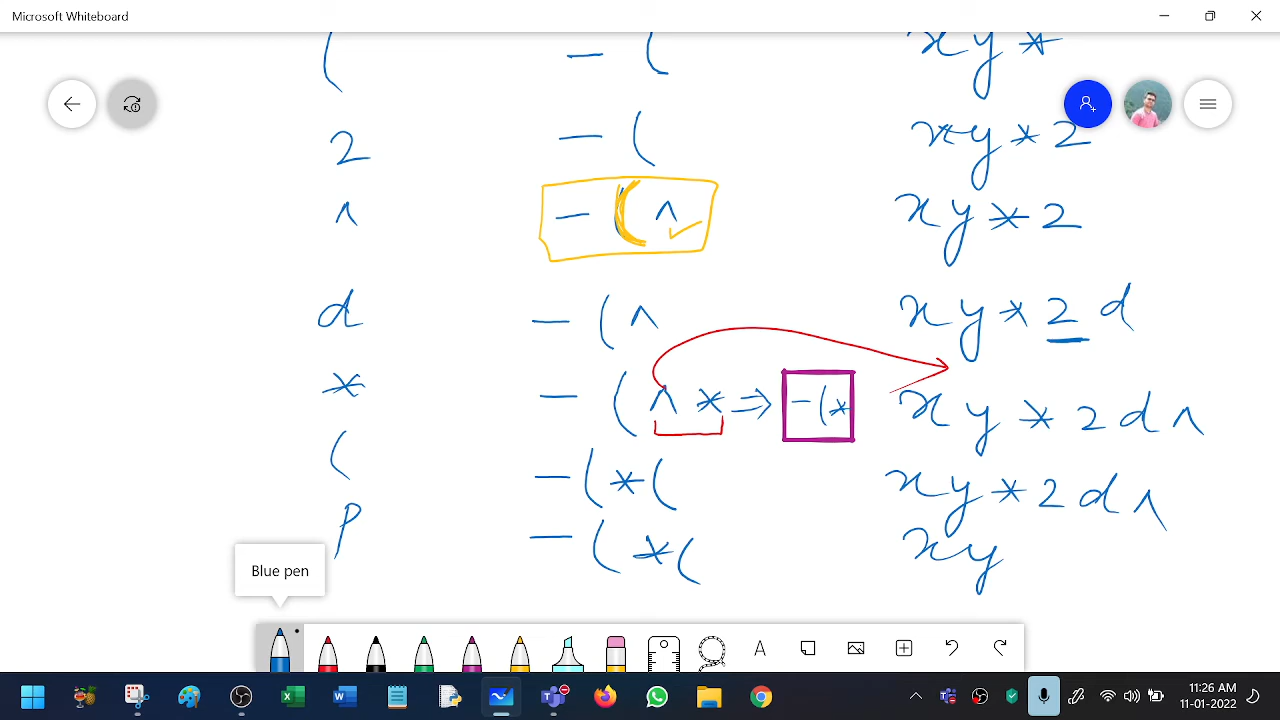 Microsoft Whiteboard
( − ( xy*
2 − ( xy*2
^ − (^ xy*2
d − (^ xy*2d
* − (^* ⇒ −(* xy*2d^
( −(*( xy*2d^
p −(*( xy
Blue pen
A
11:26 AM
11-01-2022